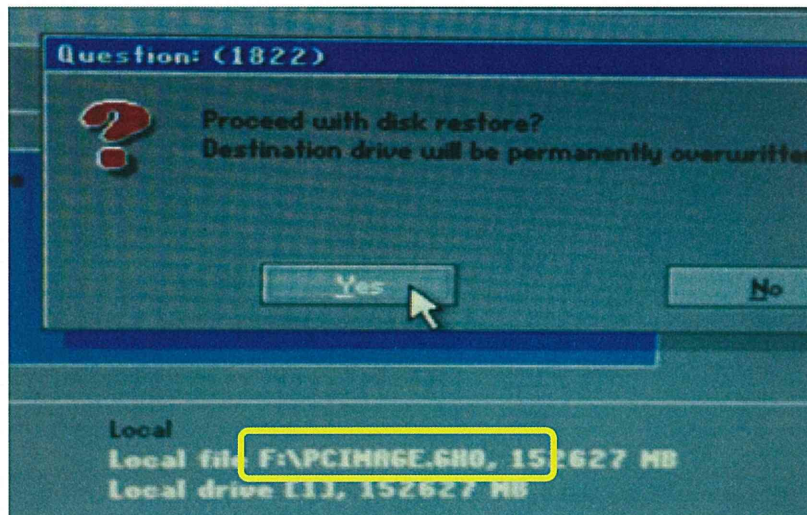 Question: (1822)
Proceed with disk restore?
Destination drive will be permanently
Yes
No
Local
Local file F:\PCIMAGE.GHO, 152627 MB
Local drive [1], 152627 MB